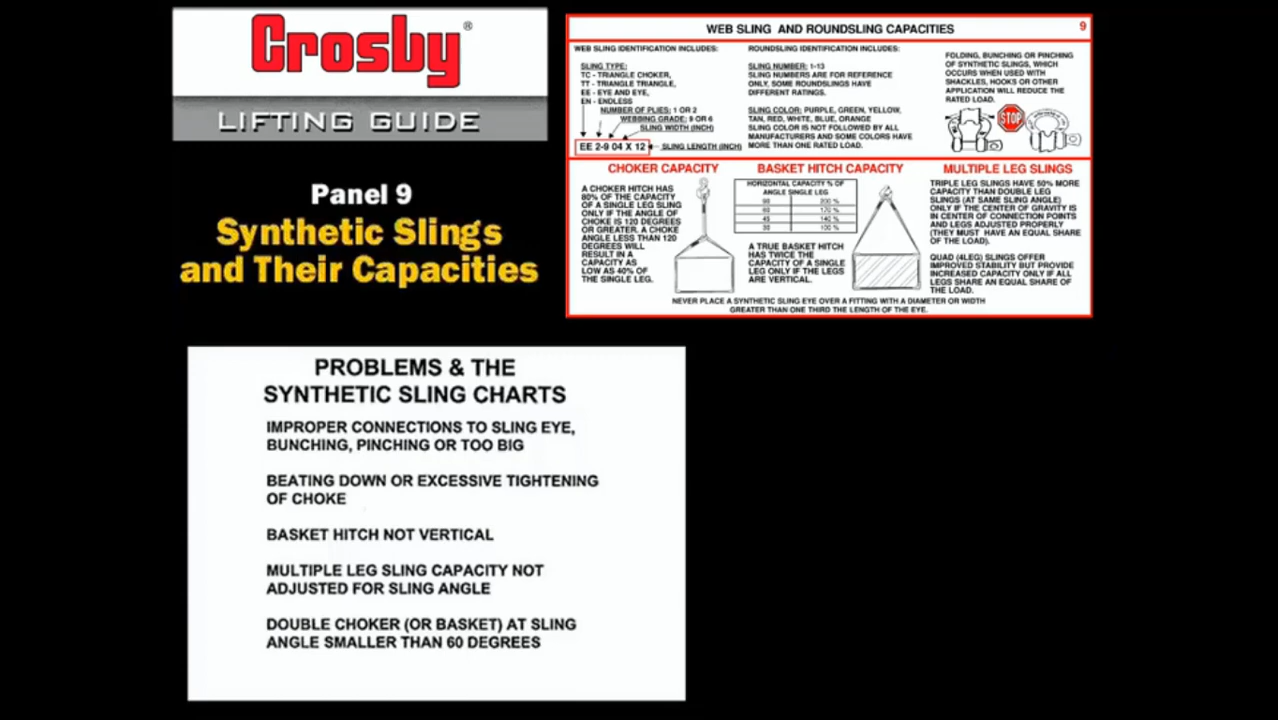 Crosby®
LIFTING GUIDE
Panel 9
Synthetic Slings
and Their Capacities
WEB SLING AND ROUNDSLING CAPACITIES
9
WEB SLING IDENTIFICATION INCLUDES:
SLING TYPE:
TC - TRIANGLE CHOKER,
TT - TRIANGLE TRIANGLE,
EE - EYE AND EYE,
EN - ENDLESS
NUMBER OF PLIES: 1 OR 2
WEBBING GRADE: 9 OR 6
SLING WIDTH (INCH)
EE 2-9 04 X 12
SLING LENGTH (INCH)
ROUNDSLING IDENTIFICATION INCLUDES:
SLING NUMBER: 1-13
SLING NUMBERS ARE FOR REFERENCE
ONLY, SOME ROUNDSLINGS HAVE
DIFFERENT RATINGS.
SLING COLOR: PURPLE, GREEN, YELLOW,
TAN, RED, WHITE, BLUE, ORANGE
SLING COLOR IS NOT FOLLOWED BY ALL
MANUFACTURERS AND SOME COLORS HAVE
MORE THAN ONE RATED LOAD.
FOLDING, BUNCHING OR PINCHING
OF SYNTHETIC SLINGS, WHICH
OCCURS WHEN USED WITH
SHACKLES, HOOKS OR OTHER
APPLICATION WILL REDUCE THE
RATED LOAD.
STOP
CHOKER CAPACITY
A CHOKER HITCH HAS
80% OF THE CAPACITY
OF A SINGLE LEG SLING
ONLY IF THE ANGLE OF
CHOKE IS 120 DEGREES
OR GREATER. A CHOKE
ANGLE LESS THAN 120
DEGREES WILL
RESULT IN A
CAPACITY AS
LOW AS 40% OF
THE SINGLE LEG.
BASKET HITCH CAPACITY
HORIZONTAL CAPACITY % OF
ANGLE SINGLE LEG
90 200 %
60 170 %
45 140 %
30 100 %
A TRUE BASKET HITCH
HAS TWICE THE
CAPACITY OF A SINGLE
LEG ONLY IF THE LEGS
ARE VERTICAL.
MULTIPLE LEG SLINGS
TRIPLE LEG SLINGS HAVE 50% MORE
CAPACITY THAN DOUBLE LEG
SLINGS (AT SAME SLING ANGLE)
ONLY IF THE CENTER OF GRAVITY IS
IN CENTER OF CONNECTION POINTS
AND LEGS ADJUSTED PROPERLY
(THEY MUST HAVE AN EQUAL SHARE
OF THE LOAD).
QUAD (4LEG) SLINGS OFFER
IMPROVED STABILITY BUT PROVIDE
INCREASED CAPACITY ONLY IF ALL
LEGS SHARE AN EQUAL SHARE OF
THE LOAD.
NEVER PLACE A SYNTHETIC SLING EYE OVER A FITTING WITH A DIAMETER OR WIDTH
GREATER THAN ONE THIRD THE LENGTH OF THE EYE.
PROBLEMS & THE
SYNTHETIC SLING CHARTS
IMPROPER CONNECTIONS TO SLING EYE,
BUNCHING, PINCHING OR TOO BIG
BEATING DOWN OR EXCESSIVE TIGHTENING
OF CHOKE
BASKET HITCH NOT VERTICAL
MULTIPLE LEG SLING CAPACITY NOT
ADJUSTED FOR SLING ANGLE
DOUBLE CHOKER (OR BASKET) AT SLING
ANGLE SMALLER THAN 60 DEGREES